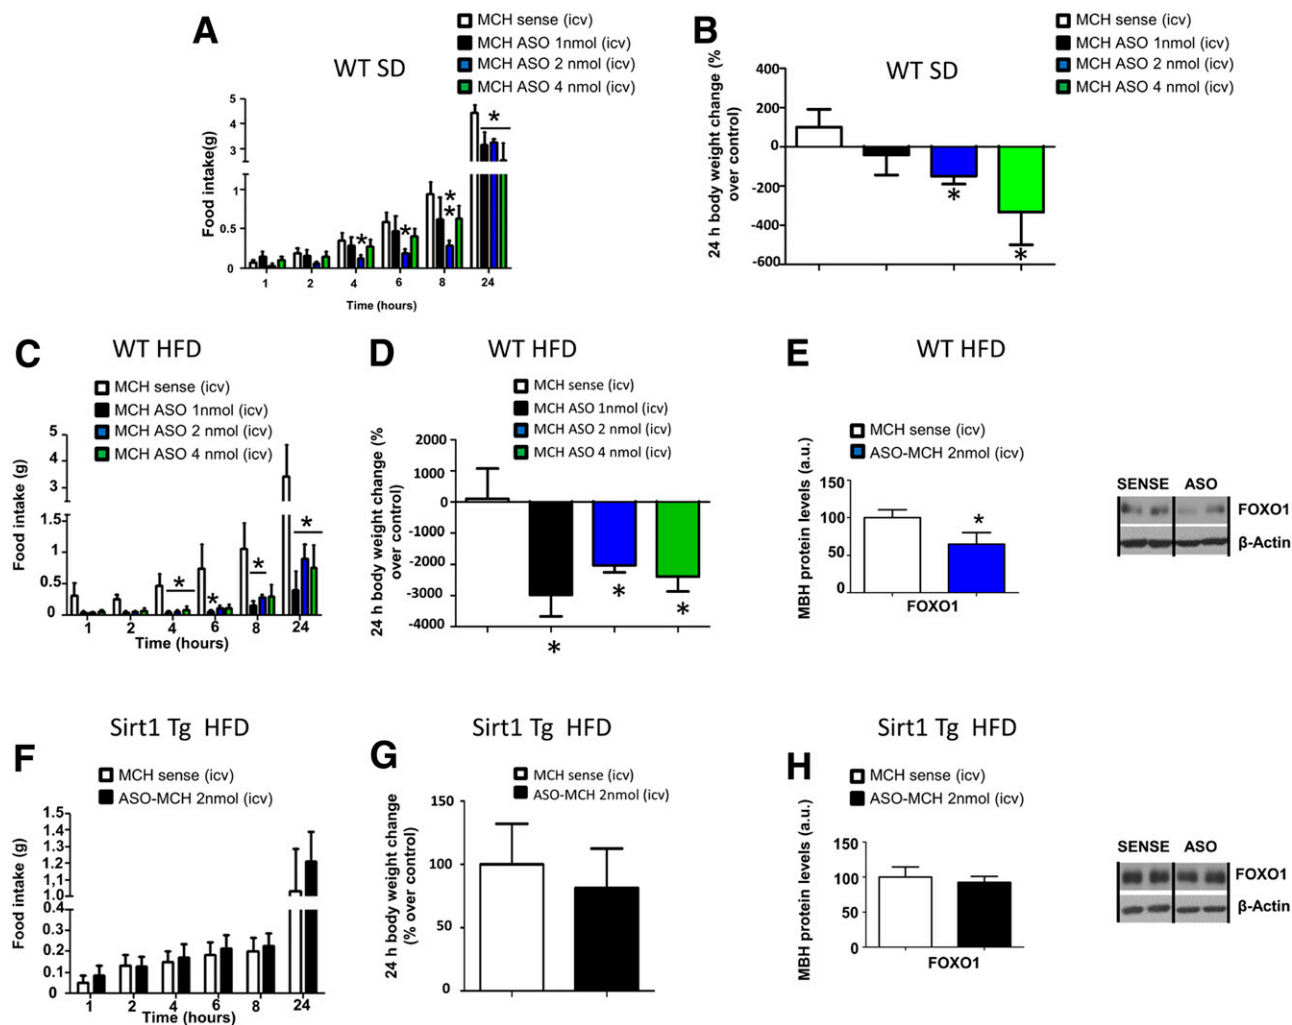 A
WT SD
MCH sense (icv)
MCH ASO 1nmol (icv)
MCH ASO 2 nmol (icv)
MCH ASO 4 nmol (icv)
Food intake(g)
5
4
3
1
0.5
0
*
*
*
*
*
1 2 4 6 8 24
Time (hours)
B
WT SD
MCH sense (icv)
MCH ASO 1nmol (icv)
MCH ASO 2 nmol (icv)
MCH ASO 4 nmol (icv)
24 h body weight change (%
over control)
400
200
0
-200
-400
-600
*
*
C
WT HFD
MCH sense (icv)
MCH ASO 1nmol (icv)
MCH ASO 2 nmol (icv)
MCH ASO 4 nmol (icv)
Food intake (g)
5
4
3
1.5
1
0.5
0
*
*
*
*
1 2 4 6 8 24
Time (hours)
D
WT HFD
MCH sense (icv)
MCH ASO 1nmol (icv)
MCH ASO 2 nmol (icv)
MCH ASO 4 nmol (icv)
24 h body weight change (%
over control)
2000
1000
0
-1000
-2000
-3000
-4000
*
*
*
E
WT HFD
MCH sense (icv)
ASO-MCH 2nmol (icv)
MBH protein levels (a.u.)
150
100
50
0
*
FOXO1
SENSE ASO
FOXO1
β-Actin
F
Sirt1 Tg HFD
MCH sense (icv)
ASO-MCH 2nmol (icv)
Food intake (g)
1.5
1.4
1.3
1.2
1.1
1.0
0.4
0.3
0.2
0.1
0
1 2 4 6 8 24
Time (hours)
G
Sirt1 Tg HFD
MCH sense (icv)
ASO-MCH 2nmol (icv)
24 h body weight change
(% over control)
150
100
50
0
H
Sirt1 Tg HFD
MCH sense (icv)
ASO-MCH 2nmol (icv)
MBH protein levels (a.u.)
150
100
50
0
FOXO1
SENSE ASO
FOXO1
β-Actin